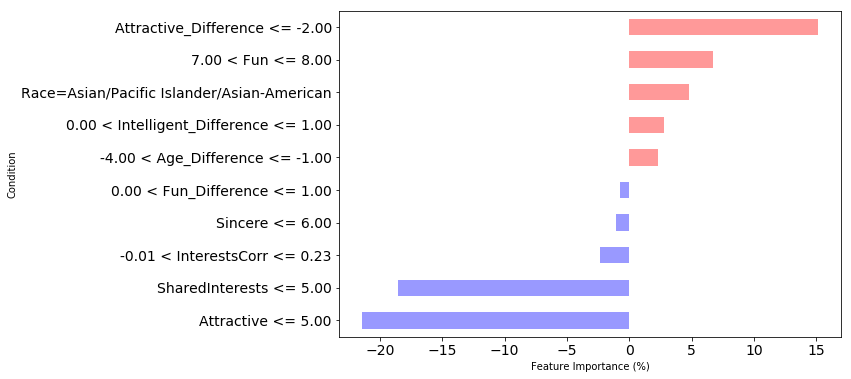 Attractive_Difference <= -2.00
7.00 < Fun <= 8.00
Race=Asian/Pacific Islander/Asian-American
0.00 < Intelligent_Difference <= 1.00
-4.00 < Age_Difference <= -1.00
0.00 < Fun_Difference <= 1.00
Sincere <= 6.00
-0.01 < InterestsCorr <= 0.23
SharedInterests <= 5.00
Attractive <= 5.00
Condition
−20 −15 −10 −5 0 5 10 15
Feature Importance (%)